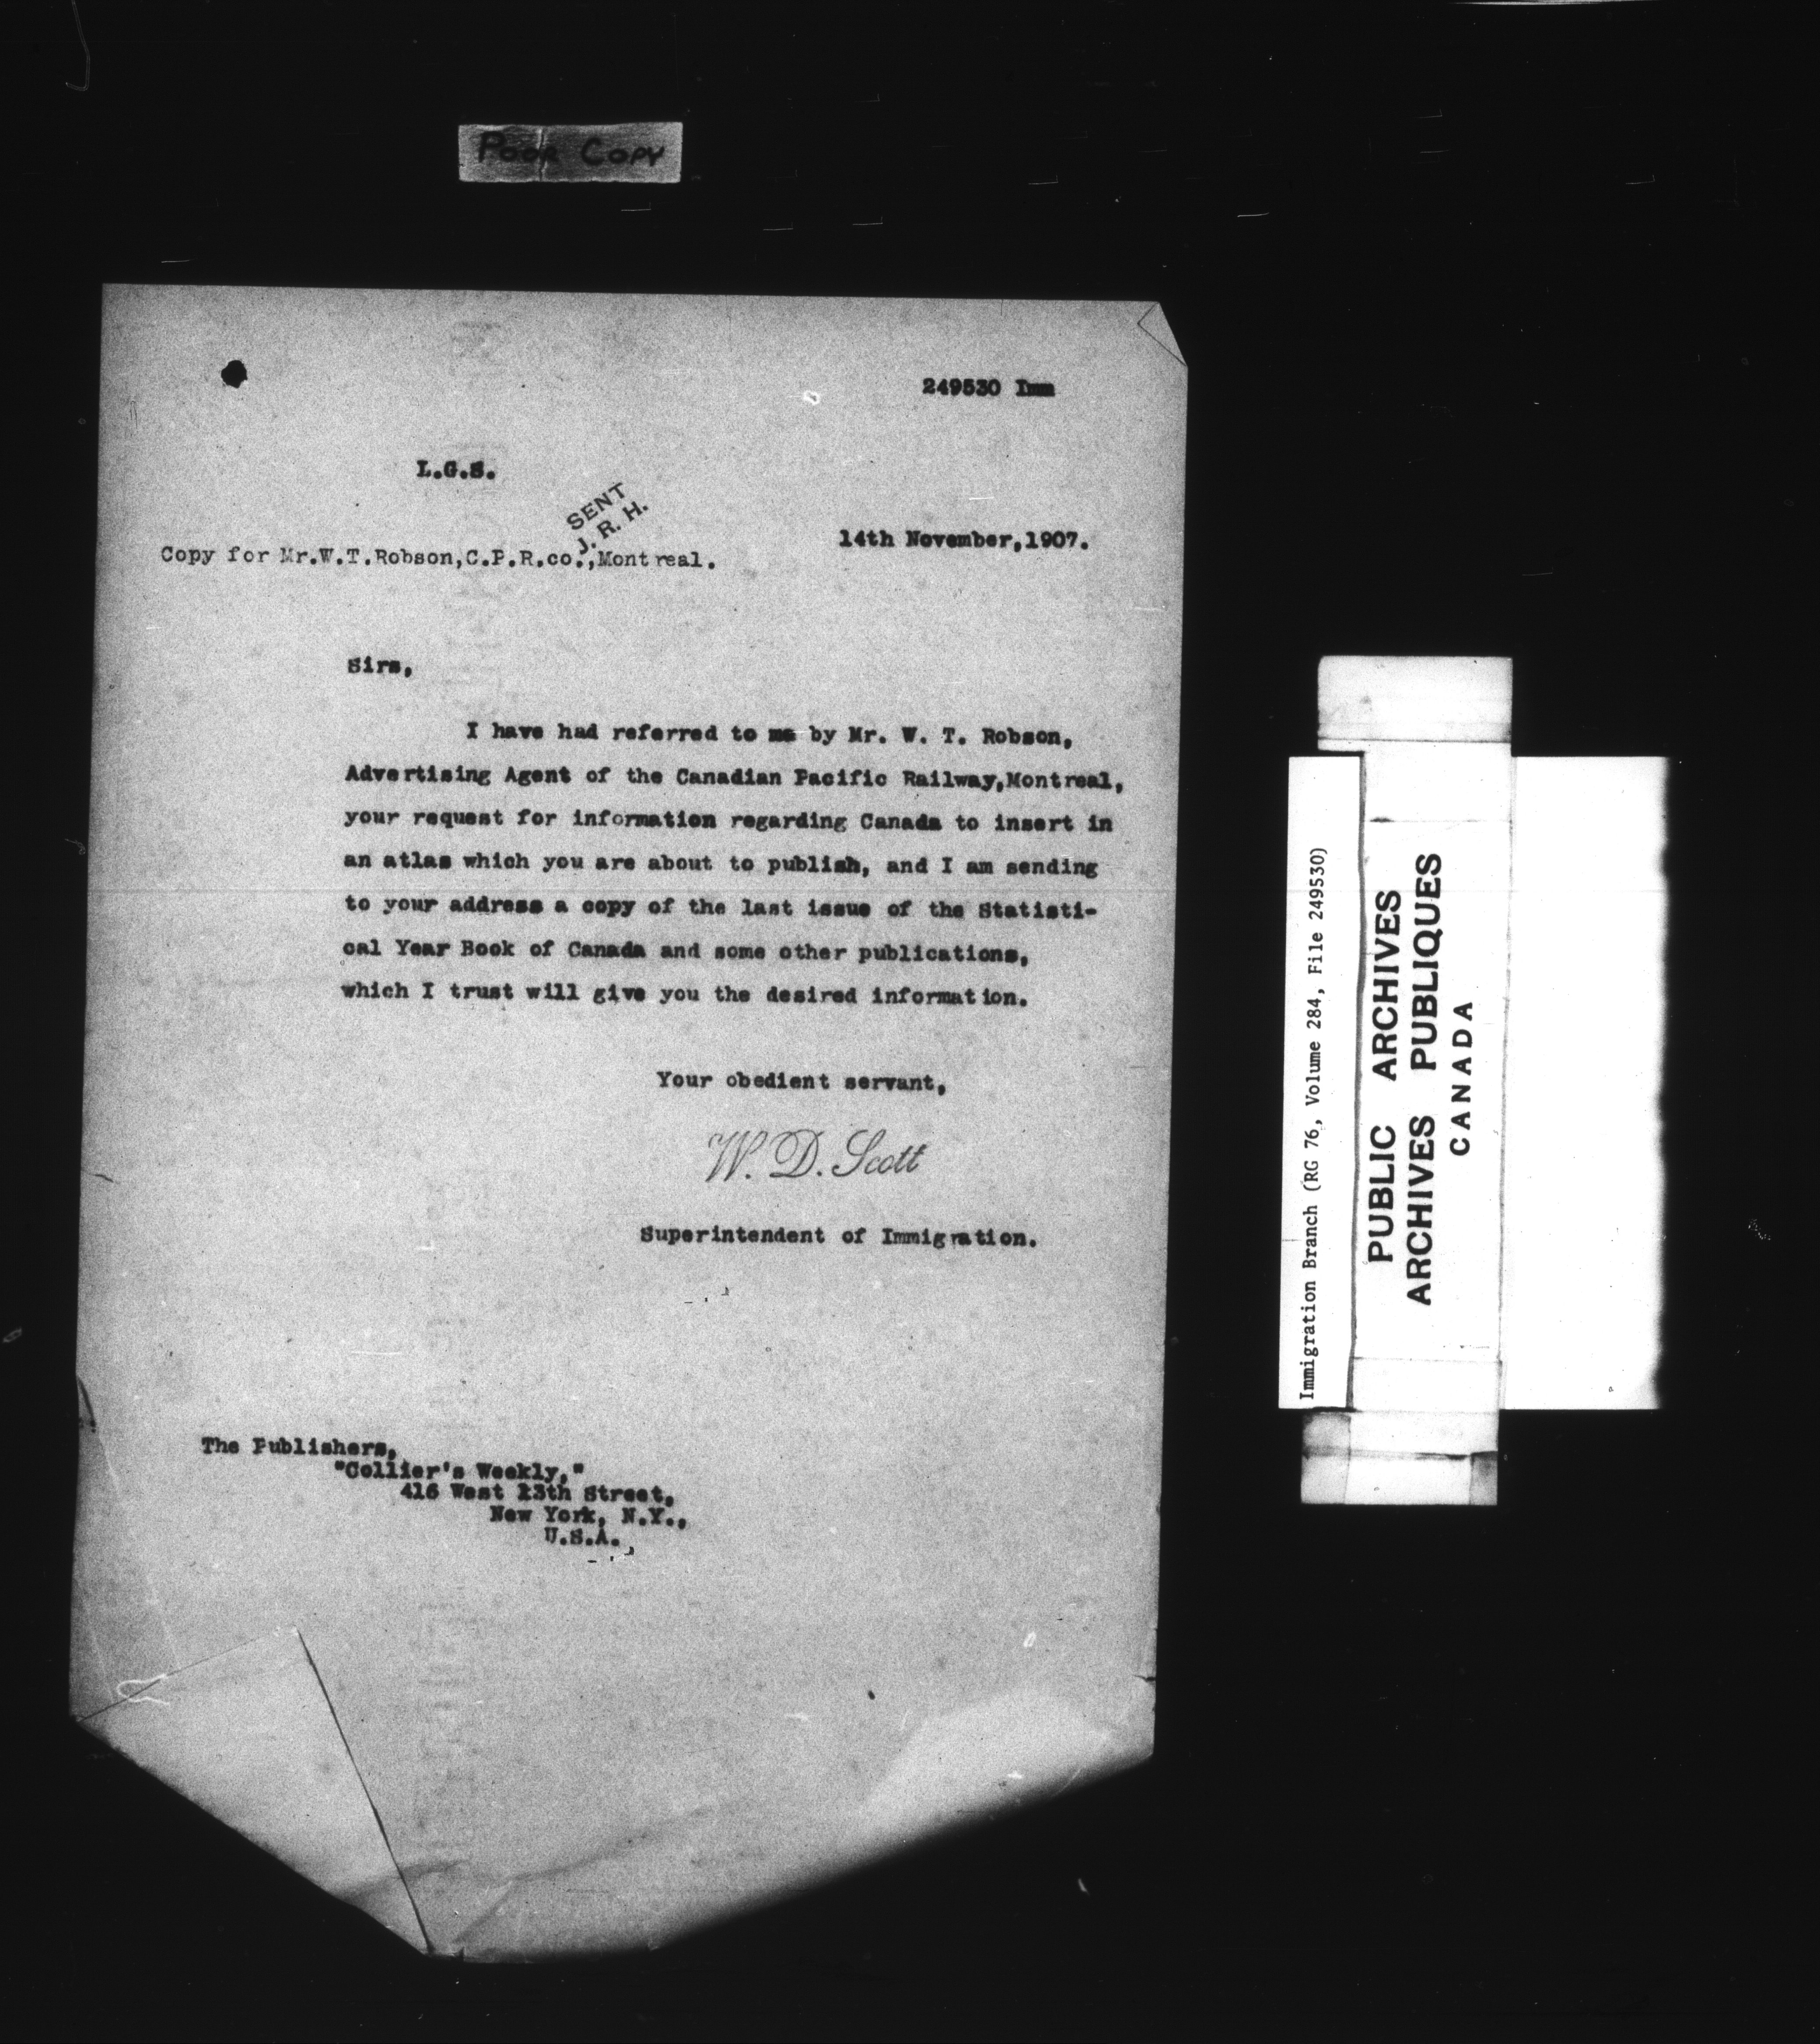 POOR COPY
249530 Imm
L.G.S.
SENT
J. R. H.
14th November,1907.
Copy for Mr.W.T.Robson,C.P.R.co.,Montreal.
Sirs,
I have had referred to me by Mr. W. T. Robson,
Advertising Agent of the Canadian Pacific Railway,Montreal,
your request for information regarding Canada to insert in
an atlas which you are about to publish, and I am sending
to your address a copy of the last issue of the Statisti-
cal Year Book of Canada and some other publications,
which I trust will give you the desired information.
Your obedient servant,
W. D. Scott
Superintendent of Immigration.
The Publishers,
"Collier's Weekly,"
416 West 13th Street,
New York, N.Y.,
U.S.A.
Immigration Branch (RG 76, Volume 284, File 249530)
PUBLIC ARCHIVES
ARCHIVES PUBLIQUES
CANADA